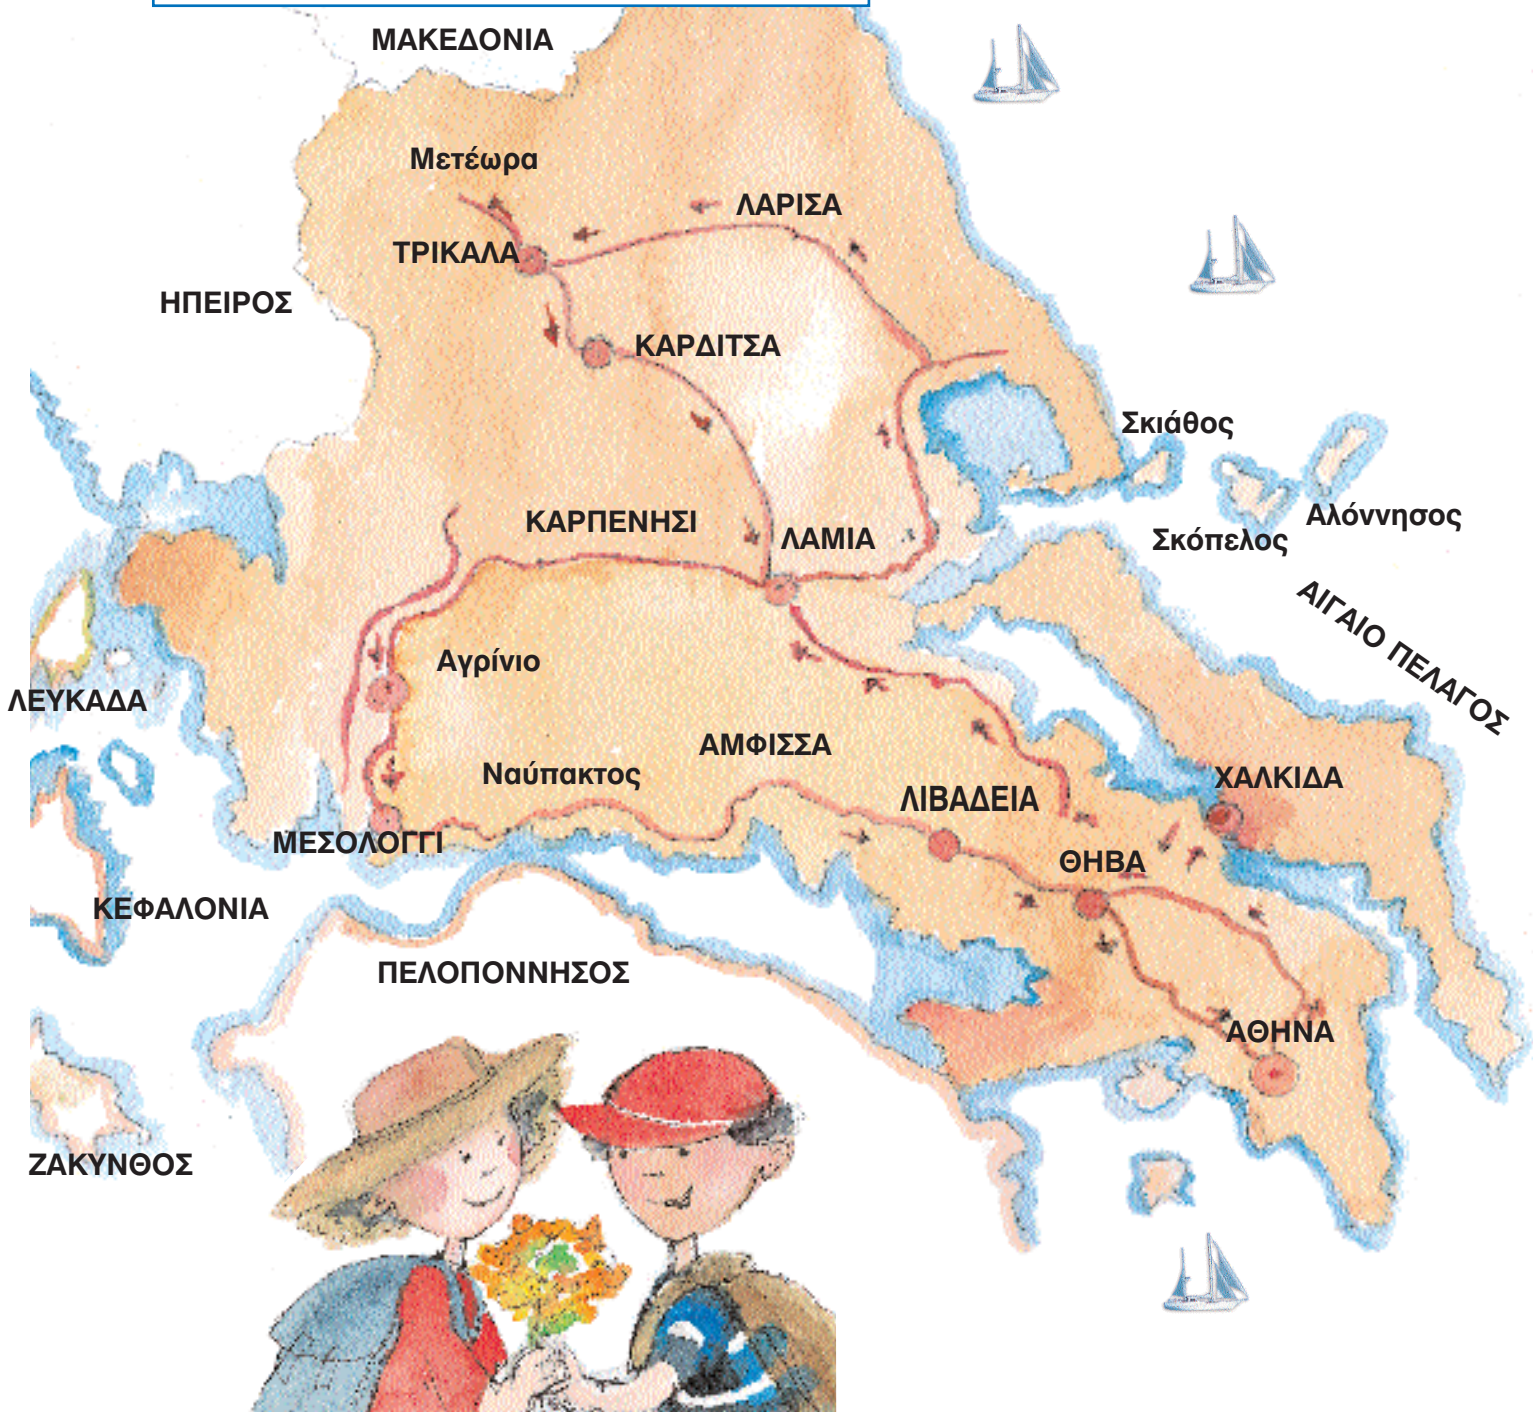 ΜΑΚΕΔΟΝΙΑ
Μετέωρα
ΛΑΡΙΣΑ
ΤΡΙΚΑΛΑ
ΗΠΕΙΡΟΣ
ΚΑΡΔΙΤΣΑ
Σκιάθος
Αλόννησος
ΚΑΡΠΕΝΗΣΙ
ΛΑΜΙΑ
Σκόπελος
ΑΙΓΑΙΟ ΠΕΛΑΓΟΣ
Αγρίνιο
ΛΕΥΚΑΔΑ
ΑΜΦΙΣΣΑ
Ναύπακτος
ΧΑΛΚΙΔΑ
ΛΙΒΑΔΕΙΑ
ΜΕΣΟΛΟΓΓΙ
ΘΗΒΑ
ΚΕΦΑΛΟΝΙΑ
ΠΕΛΟΠΟΝΝΗΣΟΣ
ΑΘΗΝΑ
ΖΑΚΥΝΘΟΣ